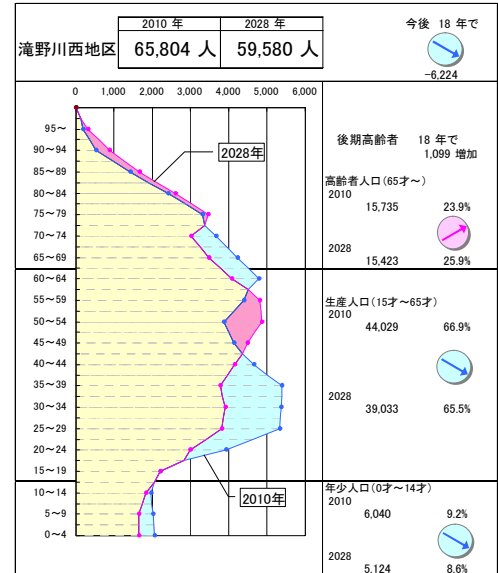 滝野川西地区
2010 年
2028 年
65,804 人
59,580 人
今後 18 年で
-6,224
0 1,000 2,000 3,000 4,000 5,000 6,000
95～
90～94
85～89
80～84
75～79
70～74
65～69
60～64
55～59
50～54
45～49
40～44
35～39
30～34
25～29
20～24
15～19
10～14
5～9
0～4
2028年
2010年
後期高齢者 18 年で
1,099 増加
高齢者人口(65才～)
2010
15,735 23.9%
2028
15,423 25.9%
生産人口(15才～65才)
2010
44,029 66.9%
2028
39,033 65.5%
年少人口(0才～14才)
2010
6,040 9.2%
2028
5,124 8.6%